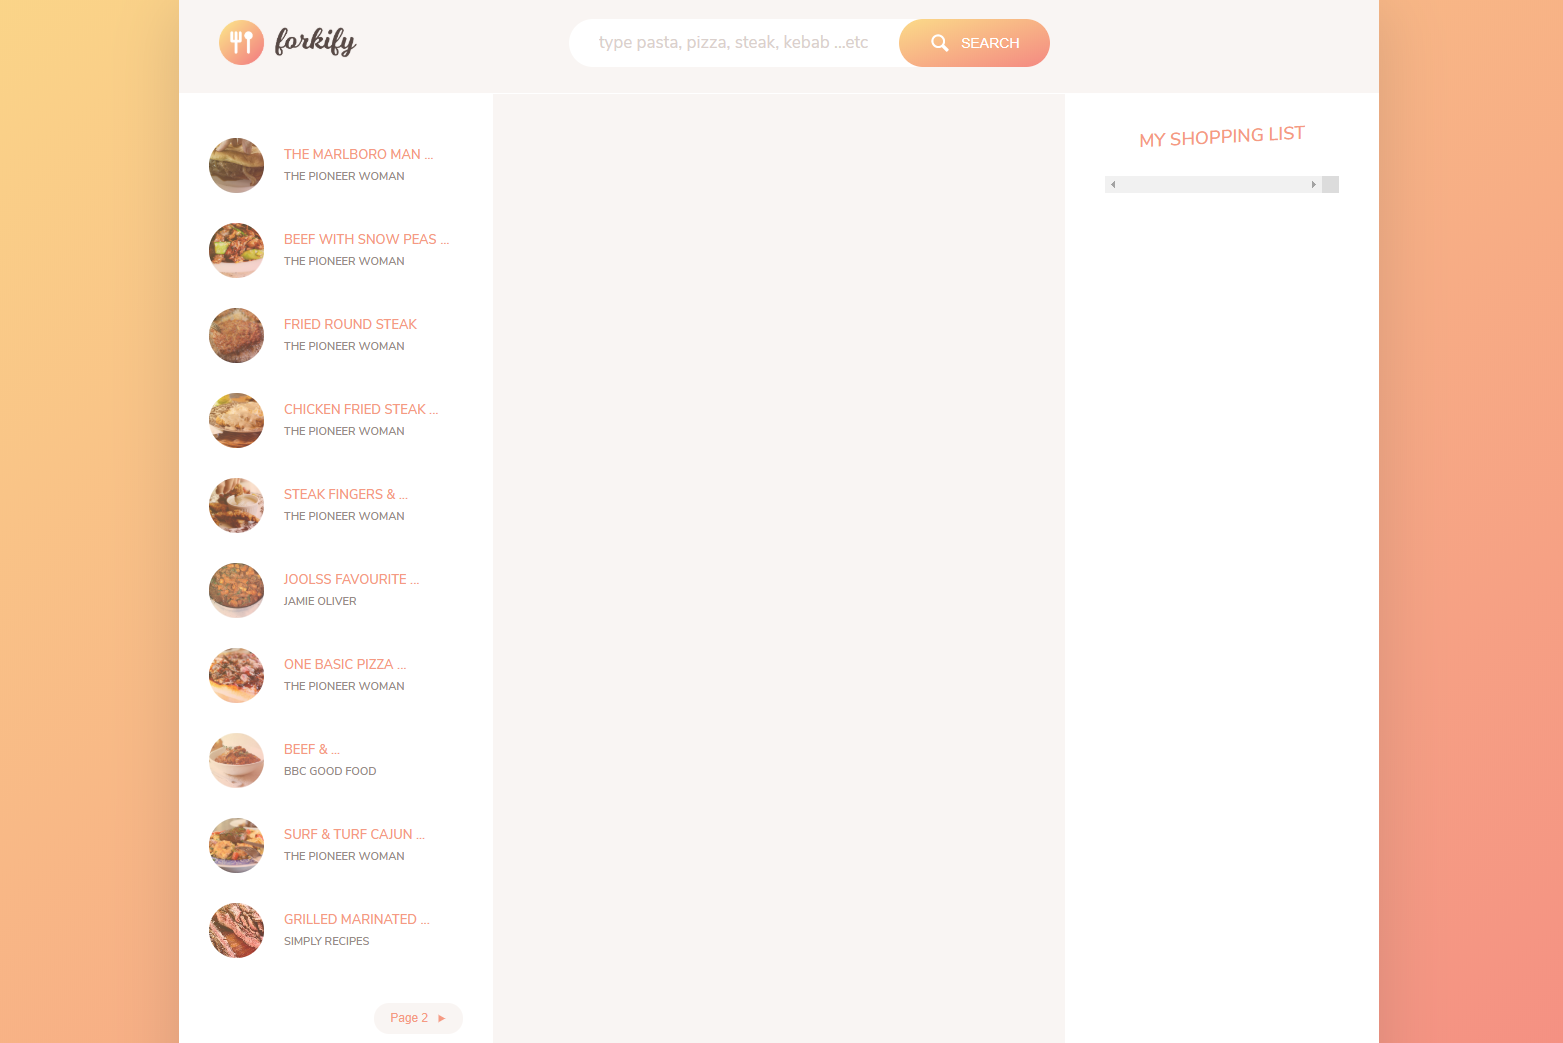 forkify
type pasta, pizza, steak, kebab ...etc
SEARCH
THE MARLBORO MAN ...
THE PIONEER WOMAN
BEEF WITH SNOW PEAS ...
THE PIONEER WOMAN
FRIED ROUND STEAK
THE PIONEER WOMAN
CHICKEN FRIED STEAK ...
THE PIONEER WOMAN
STEAK FINGERS & ...
THE PIONEER WOMAN
JOOLSS FAVOURITE ...
JAMIE OLIVER
ONE BASIC PIZZA ...
THE PIONEER WOMAN
BEEF & ...
BBC GOOD FOOD
SURF & TURF CAJUN ...
THE PIONEER WOMAN
GRILLED MARINATED ...
SIMPLY RECIPES
Page 2
MY SHOPPING LIST